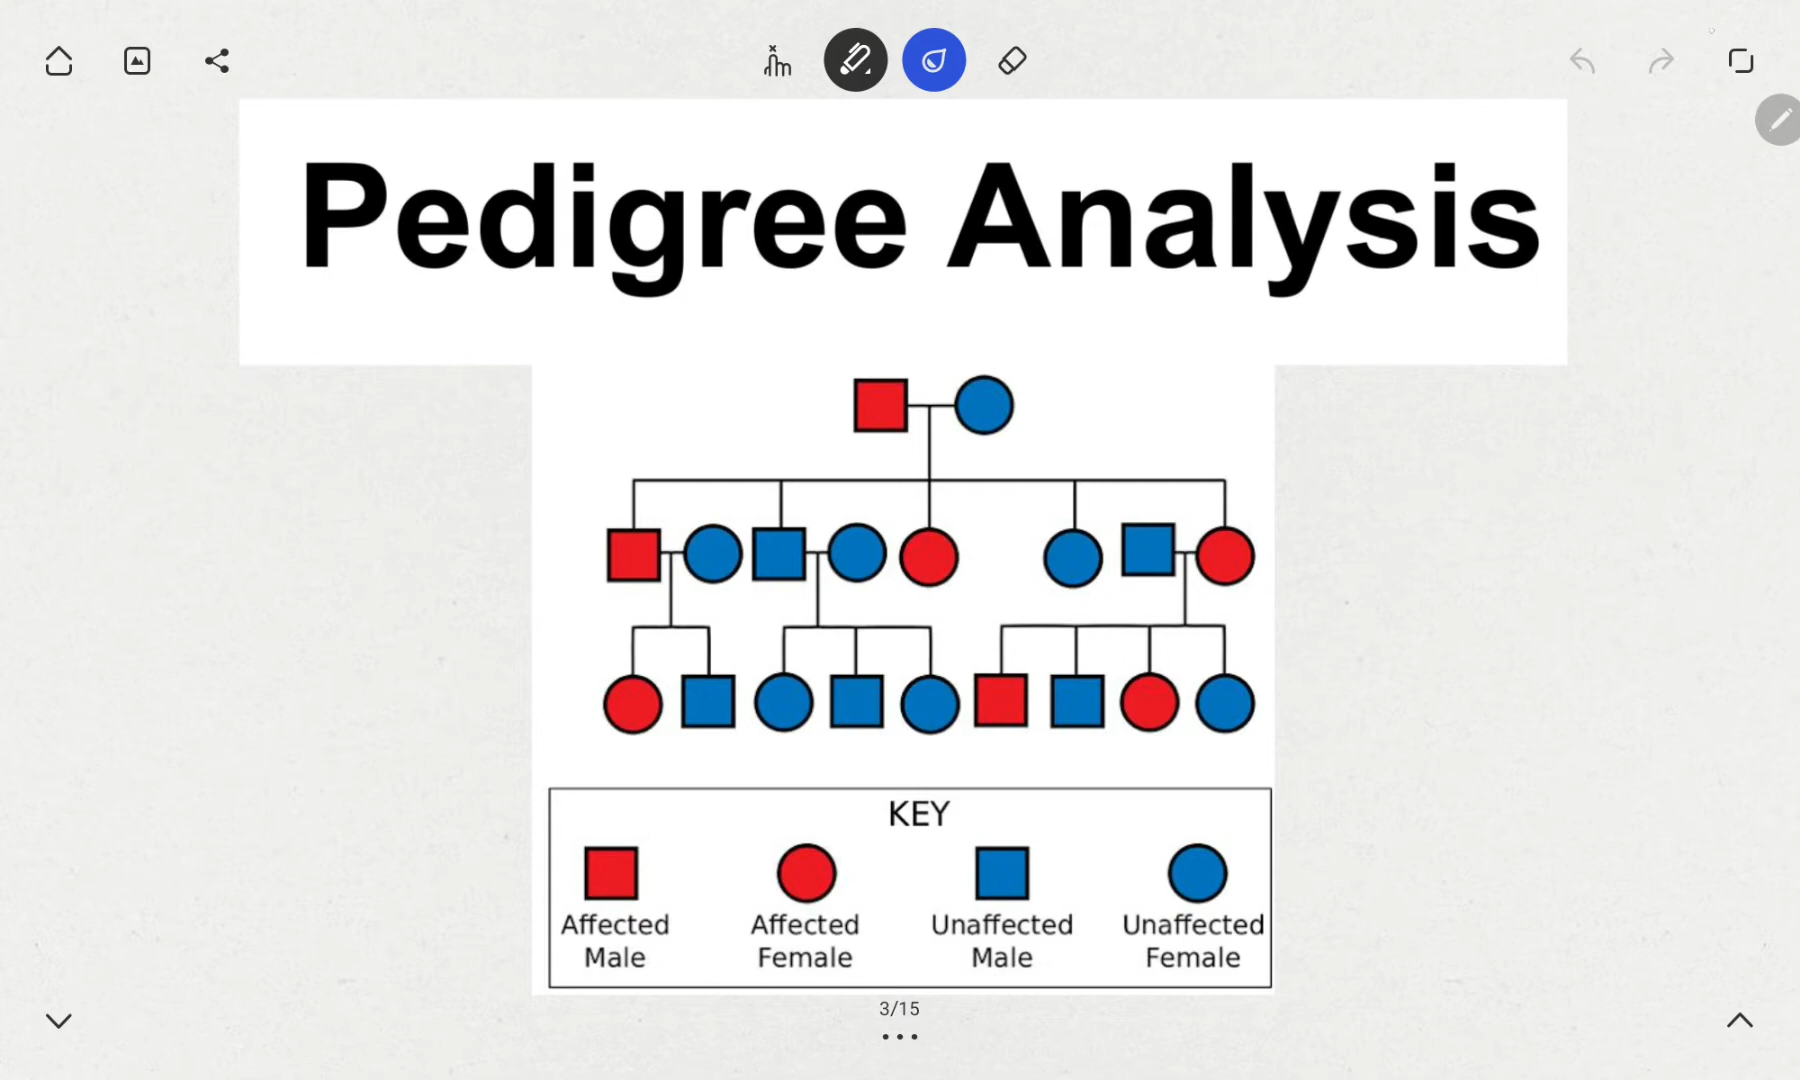 Pedigree Analysis
KEY
Affected Male
Affected Female
Unaffected Male
Unaffected Female
3/15